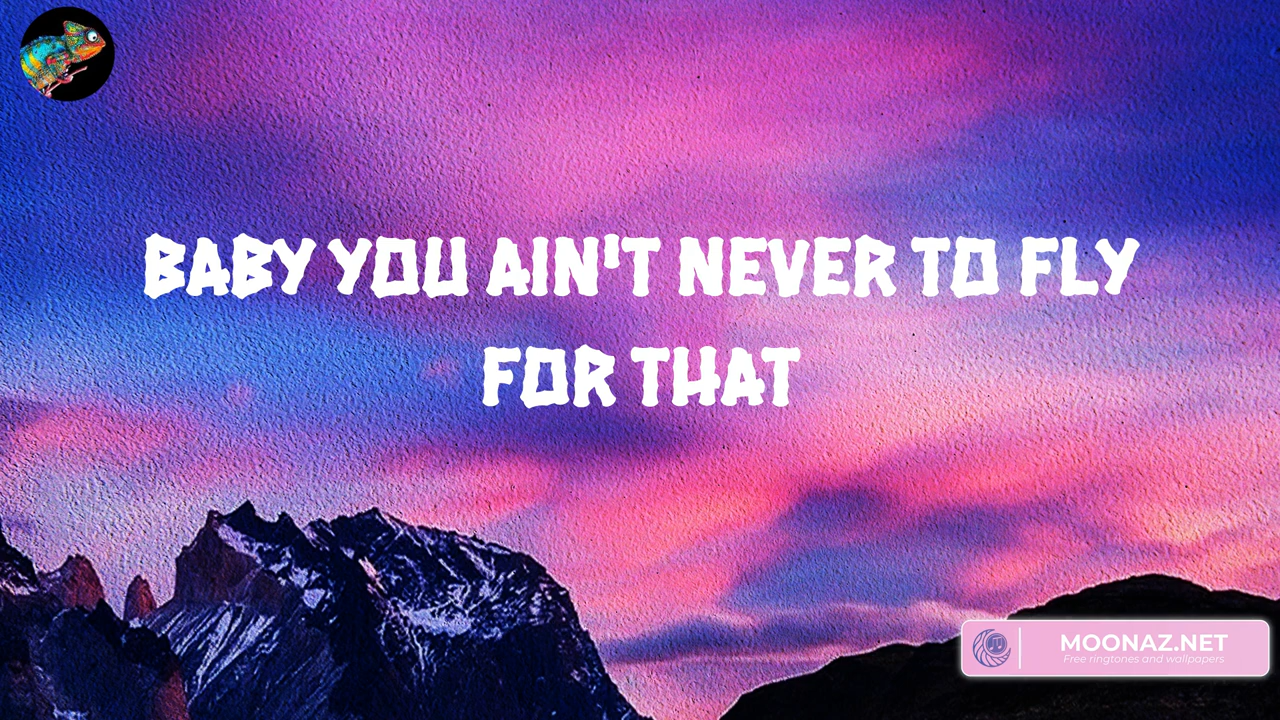 BABY YOU AIN'T NEVER TO FLY
FOR THAT
MOONAZ.NET
Free ringtones and wallpapers